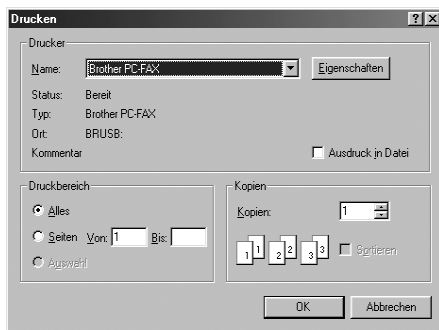 Drucken
Drucker
Name: Brother PC-FAX Eigenschaften
Status: Bereit
Typ: Brother PC-FAX
Ort: BRUSB:
Kommentar Ausdruck in Datei
Druckbereich
Alles
Seiten Von: 1 Bis:
Auswahl
Kopien
Kopien: 1
1 1 2 2 3 3 Sortieren
OK Abbrechen